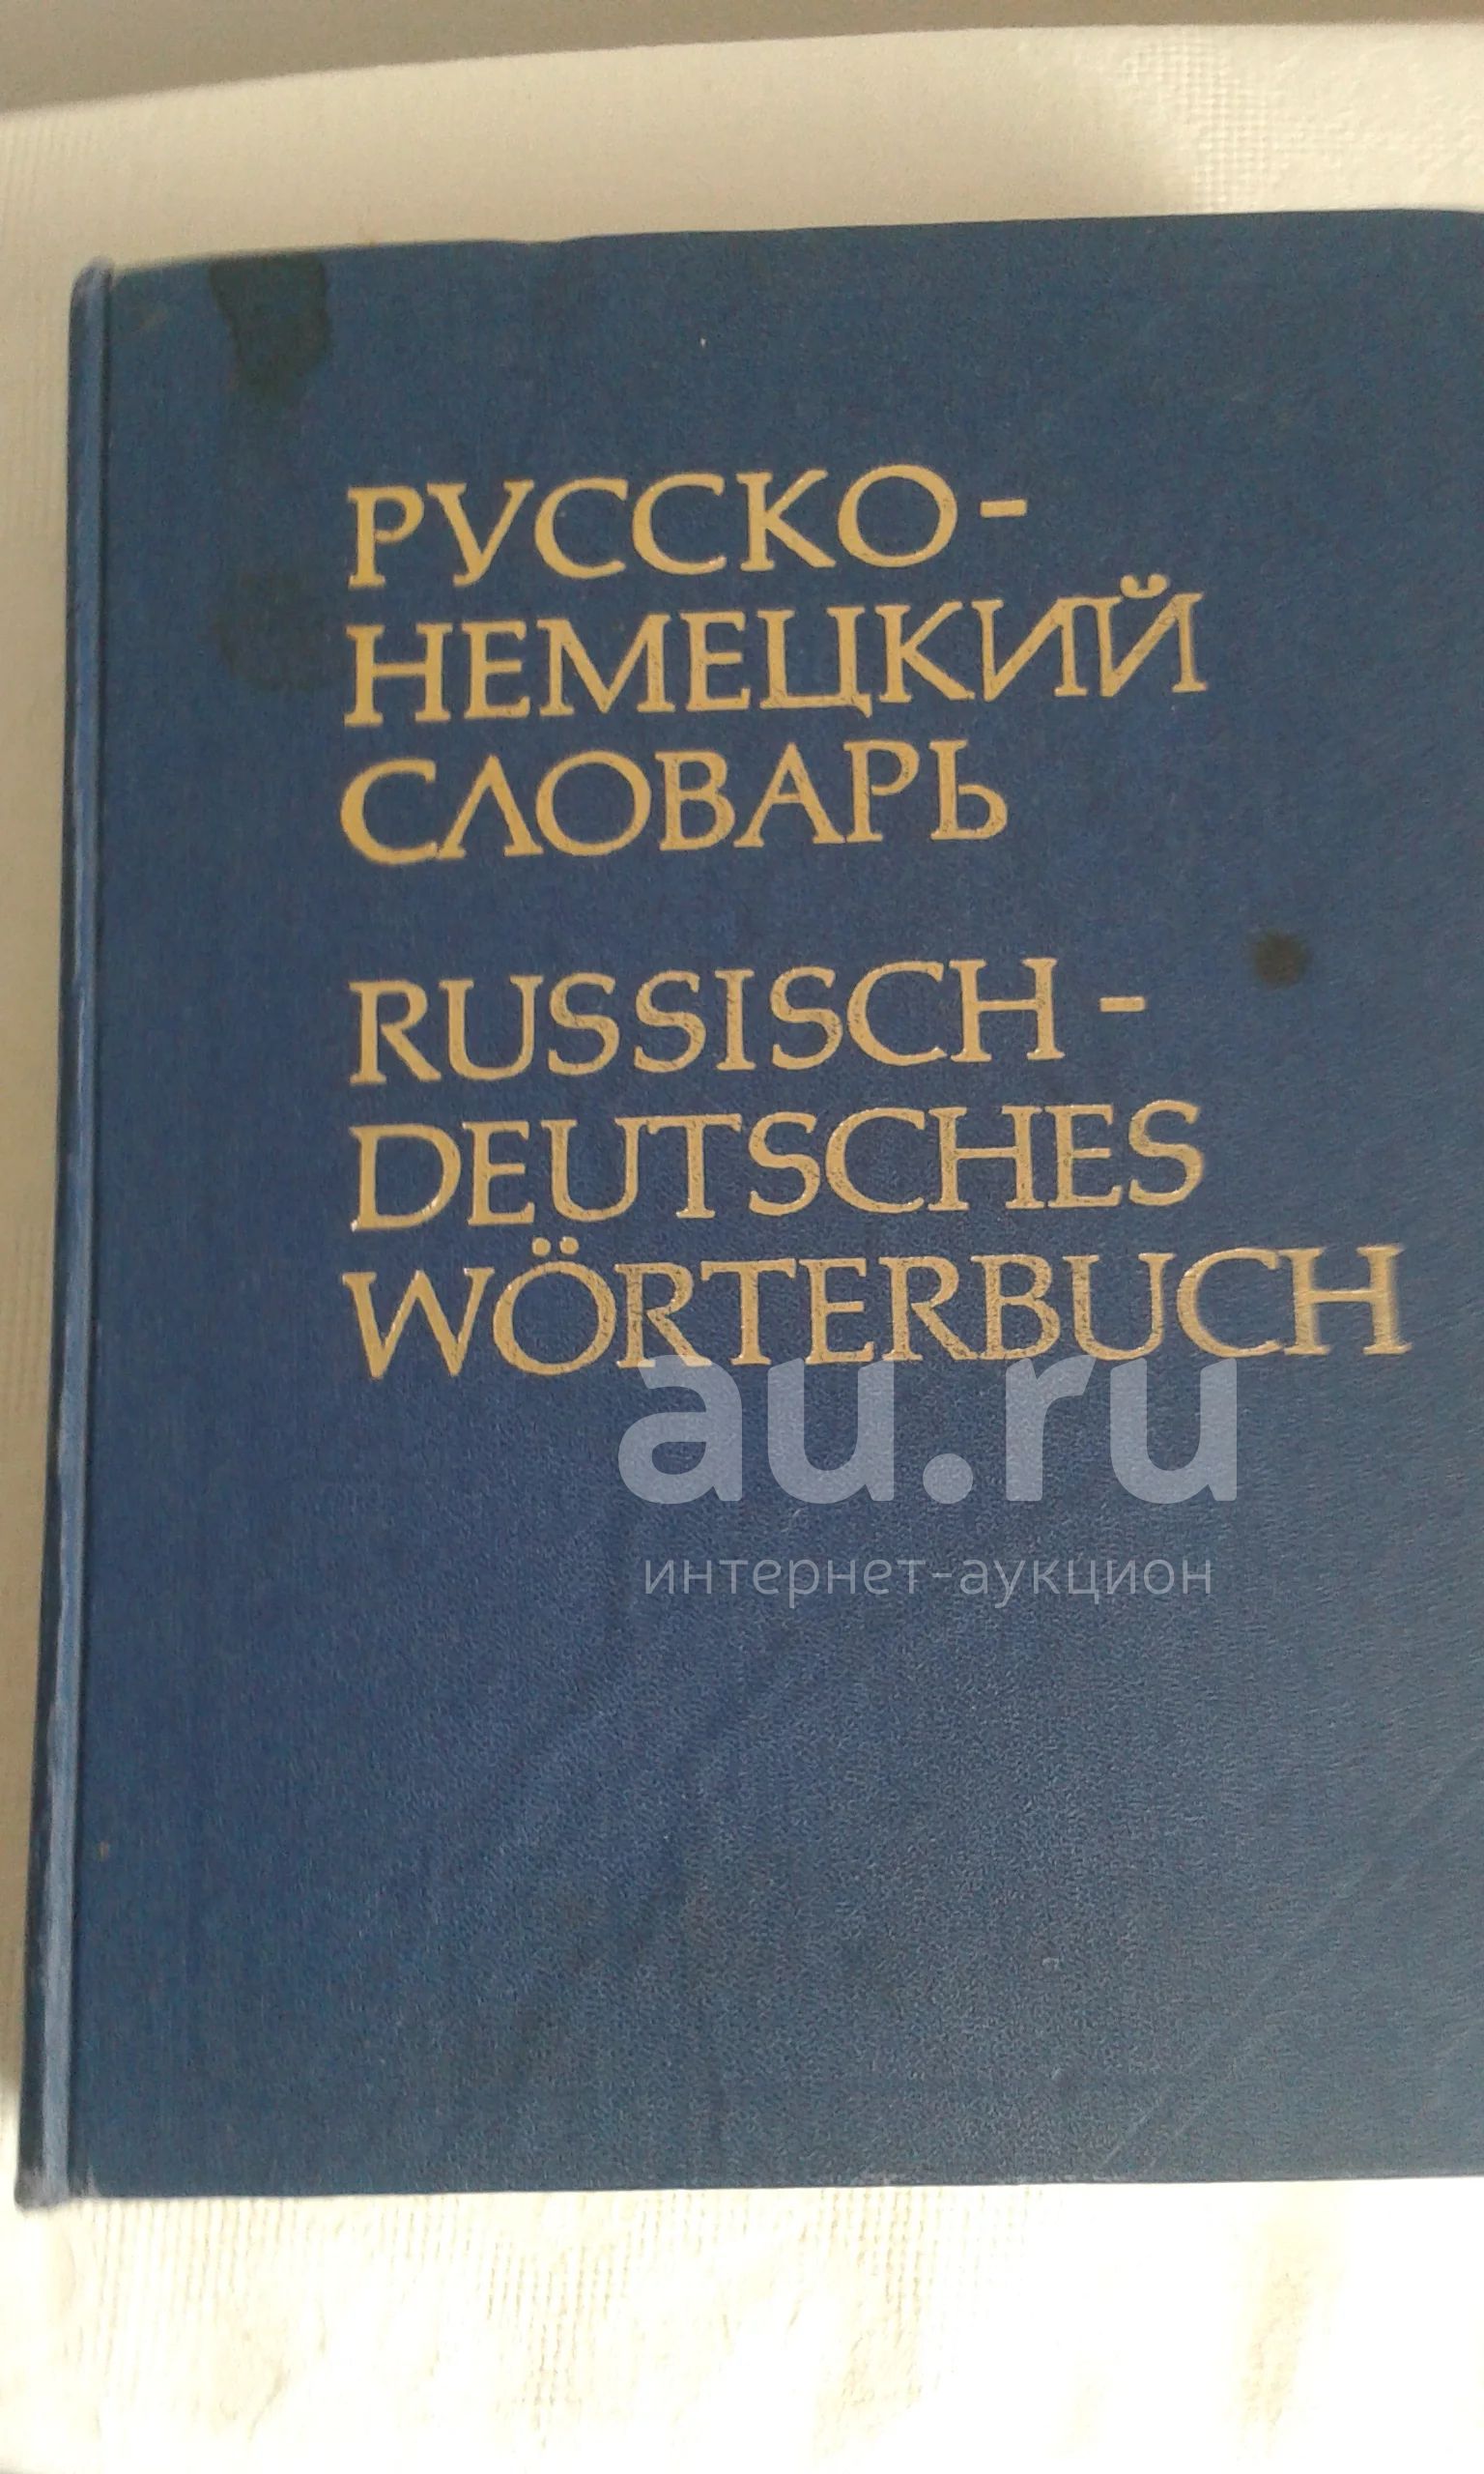 РУССКО-
НЕМЕЦКИЙ
СЛОВАРЬ
RUSSISCH-
DEUTSCHES
WÖRTERBUCH
au.ru
интернет-аукцион